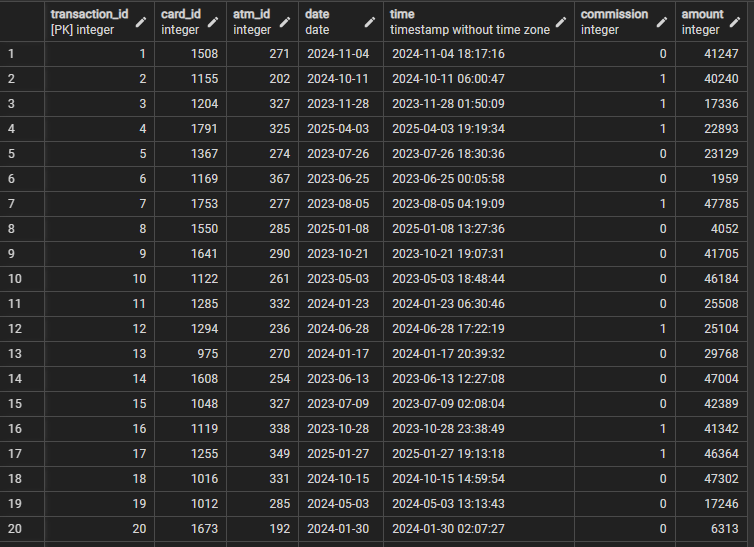 transaction_id card_id atm_id date time commission amount
[PK] integer integer integer date timestamp without time zone integer integer
1 1 1508 271 2024-11-04 2024-11-04 18:17:16 0 41247
2 2 1155 202 2024-10-11 2024-10-11 06:00:47 1 40240
3 3 1204 327 2023-11-28 2023-11-28 01:50:09 1 17336
4 4 1791 325 2025-04-03 2025-04-03 19:19:34 1 22893
5 5 1367 274 2023-07-26 2023-07-26 18:30:36 0 23129
6 6 1169 367 2023-06-25 2023-06-25 00:05:58 0 1959
7 7 1753 277 2023-08-05 2023-08-05 04:19:09 1 47785
8 8 1550 285 2025-01-08 2025-01-08 13:27:36 0 4052
9 9 1641 290 2023-10-21 2023-10-21 19:07:31 0 41705
10 10 1122 261 2023-05-03 2023-05-03 18:48:44 0 46184
11 11 1285 332 2024-01-23 2024-01-23 06:30:46 0 25508
12 12 1294 236 2024-06-28 2024-06-28 17:22:19 1 25104
13 13 975 270 2024-01-17 2024-01-17 20:39:32 0 29768
14 14 1608 254 2023-06-13 2023-06-13 12:27:08 0 47004
15 15 1048 327 2023-07-09 2023-07-09 02:08:04 0 42389
16 16 1119 338 2023-10-28 2023-10-28 23:38:49 1 41342
17 17 1255 349 2025-01-27 2025-01-27 19:13:18 1 46364
18 18 1016 331 2024-10-15 2024-10-15 14:59:54 0 47302
19 19 1012 285 2024-05-03 2024-05-03 13:13:43 0 17246
20 20 1673 192 2024-01-30 2024-01-30 02:07:27 0 6313